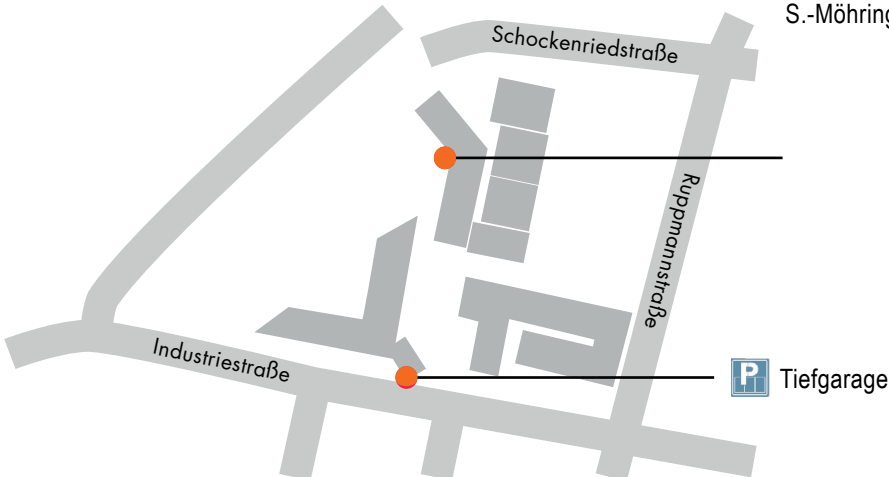 S.-Möhring
Schockenriedstraße
Ruppmannstraße
Industriestraße
P Tiefgarage